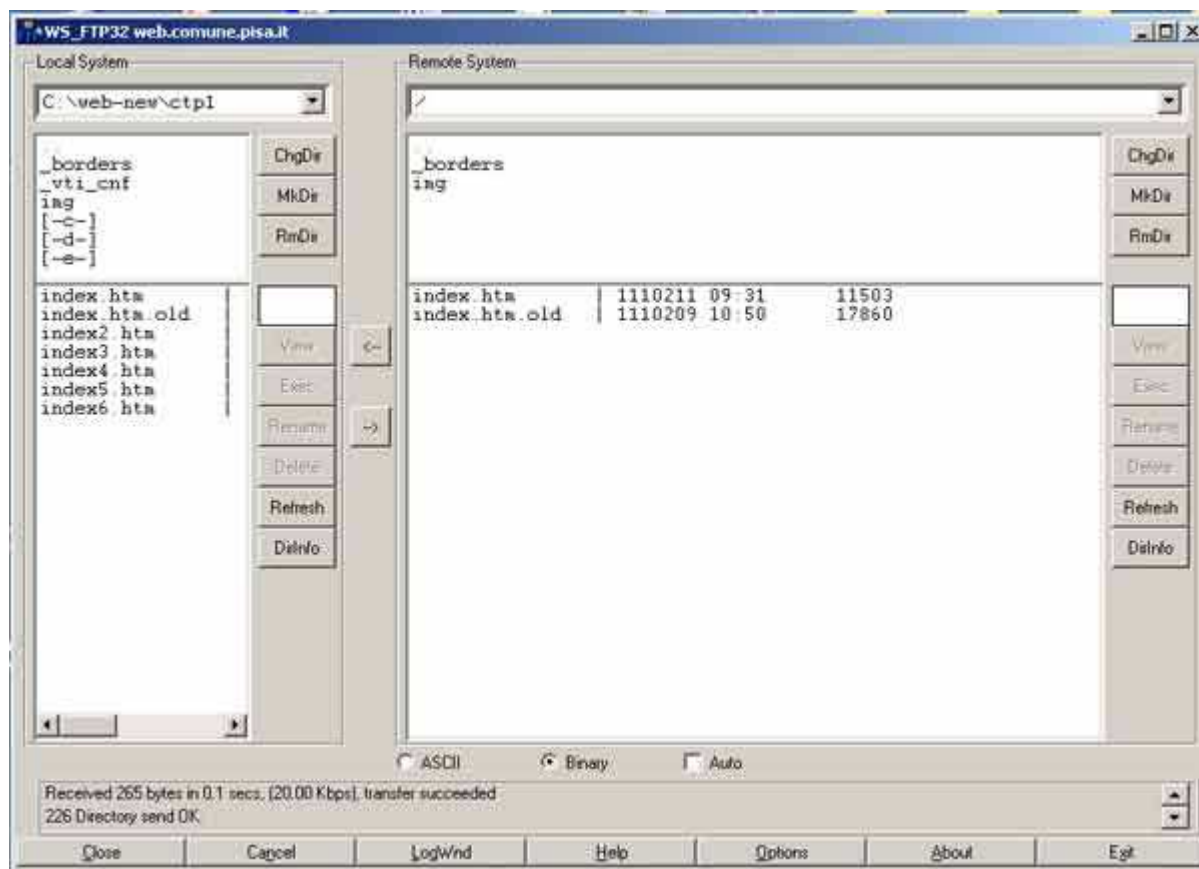 WS_FTP32 web.comune.pisa.it
Local System
C:\web-new\ctp1
_borders
_vti_cnf
img
[-c-]
[-d-]
[-e-]
ChgDir
MkDir
RmDir
index.htm |
index.htm.old |
index2.htm |
index3.htm |
index4.htm |
index5.htm |
index6.htm |
View
Exec
Rename
Delete
Refresh
DirInfo
<--
-->
Remote System
/
_borders
img
ChgDir
MkDir
RmDir
index.htm | 1110211 09:31 11503
index.htm.old | 1110209 10:50 17860
View
Exec
Rename
Delete
Refresh
DirInfo
ASCII Binary Auto
Received 265 bytes in 0.1 secs, (20.00 Kbps), transfer succeeded
226 Directory send OK.
Close Cancel LogWnd Help Options About Exit